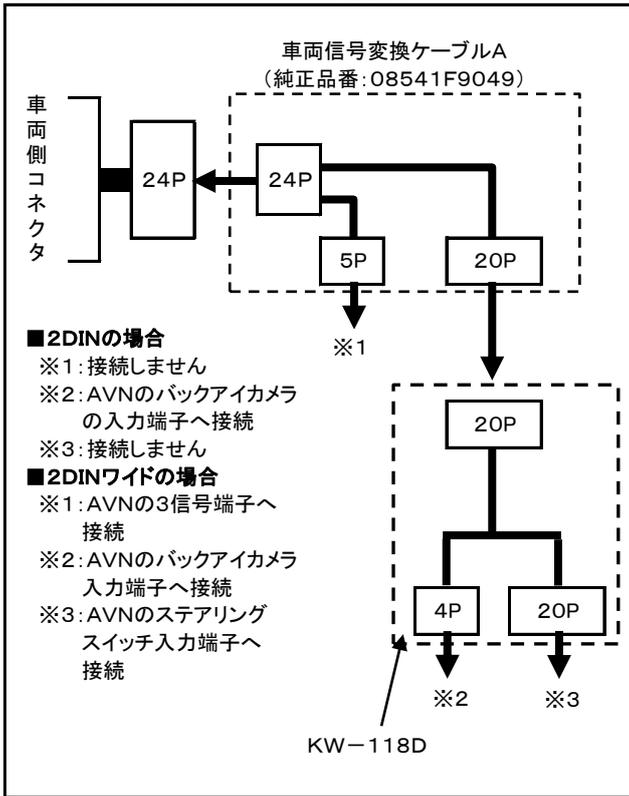 車両信号変換ケーブルA
(純正品番:08541F9049)
車両側コネクタ
24P
24P
5P
20P
※1
■2DINの場合
※1:接続しません
※2:AVNのバックアイカメラ
の入力端子へ接続
※3:接続しません
■2DINワイドの場合
※1:AVNの3信号端子へ
接続
※2:AVNのバックアイカメラ
入力端子へ接続
※3:AVNのステアリング
スイッチ入力端子へ
接続
20P
4P
20P
※2
※3
KW-118D